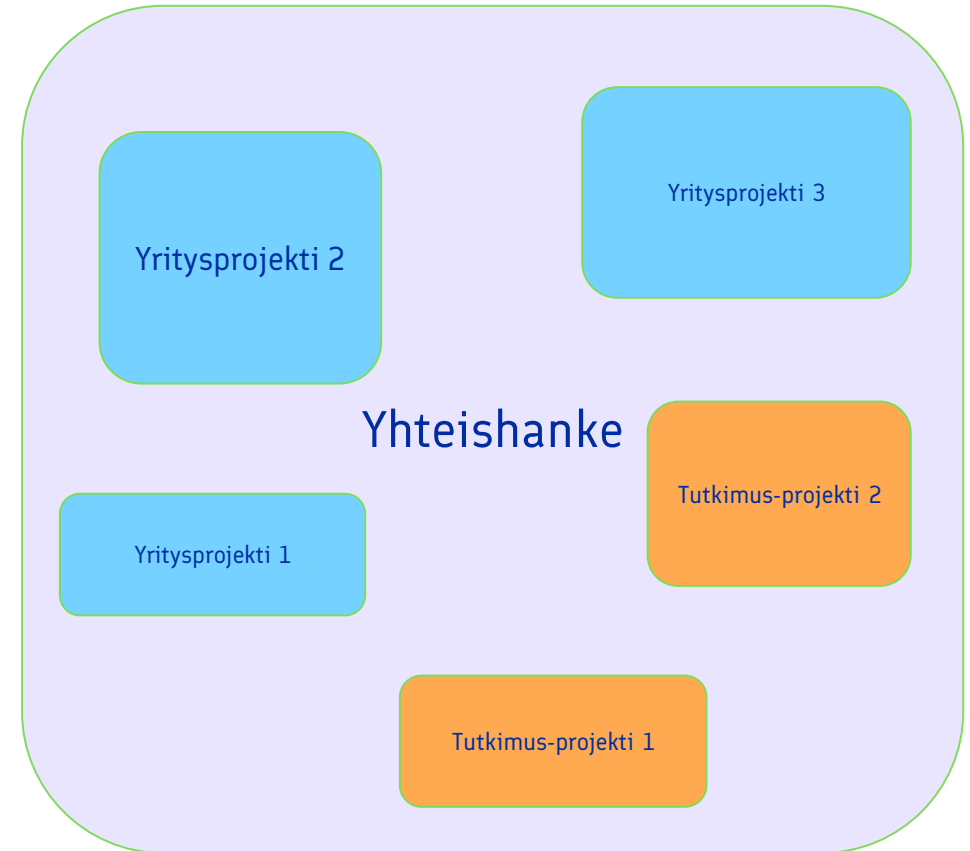 Yritysprojekti 3
Yritysprojekti 2
Yhteishanke
Tutkimus-projekti 2
Yritysprojekti 1
Tutkimus-projekti 1